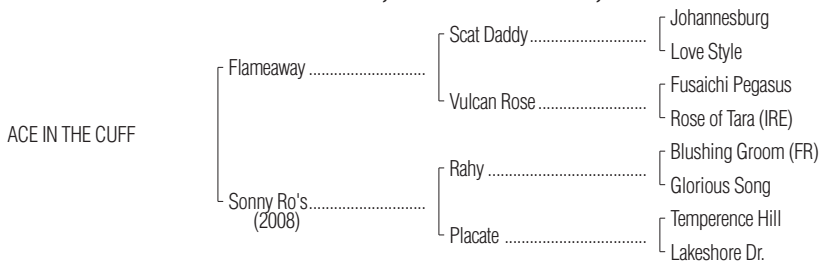 Johannesburg
Scat Daddy
Love Style
Flameaway
Fusaichi Pegasus
Vulcan Rose
Rose of Tara (IRE)
ACE IN THE CUFF
Blushing Groom (FR)
Rahy
Glorious Song
Sonny Ro's
(2008)
Temperence Hill
Placate
Lakeshore Dr.